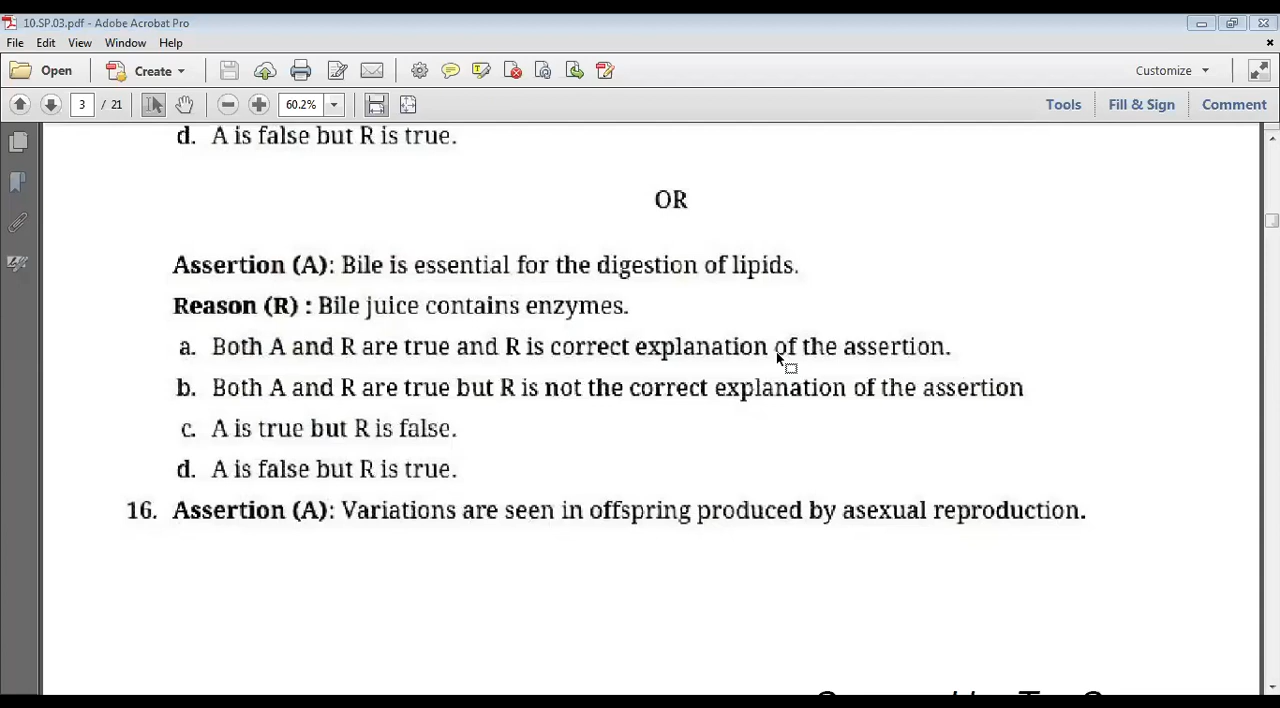 10.SP.03.pdf - Adobe Acrobat Pro
File Edit View Window Help
Open Create Customize
3 / 21 60.2% Tools Fill & Sign Comment
d. A is false but R is true.
OR
Assertion (A): Bile is essential for the digestion of lipids.
Reason (R) : Bile juice contains enzymes.
a. Both A and R are true and R is correct explanation of the assertion.
b. Both A and R are true but R is not the correct explanation of the assertion
c. A is true but R is false.
d. A is false but R is true.
16. Assertion (A): Variations are seen in offspring produced by asexual reproduction.